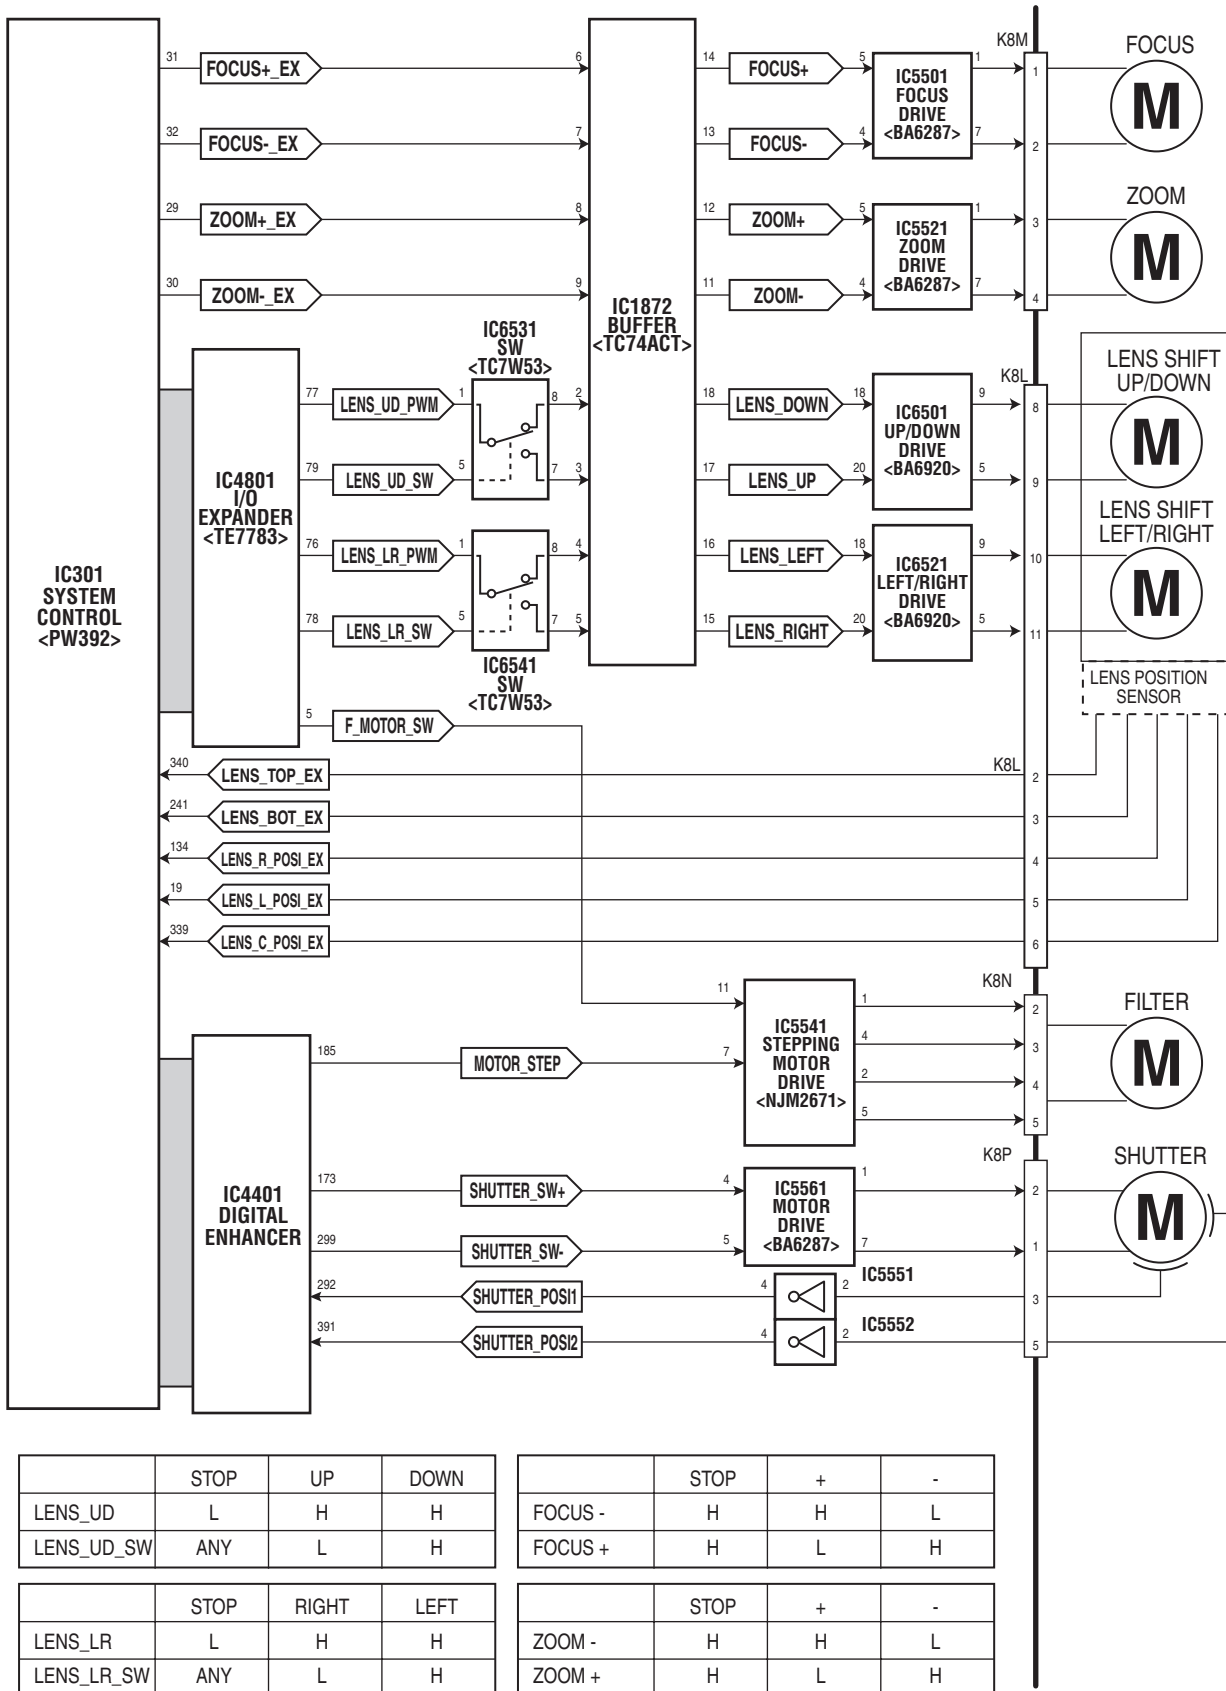 K8M
FOCUS
31 FOCUS+_EX 6 14 FOCUS+ 5 1 1
IC5501
FOCUS
DRIVE
<BA6287>
M
32 FOCUS-_EX 7 13 FOCUS- 4 7 2
ZOOM
29 ZOOM+_EX 8 12 ZOOM+ 5 1 3
IC5521
ZOOM
DRIVE
<BA6287>
M
30 ZOOM-_EX 9 11 ZOOM- 4 7 4
IC1872
BUFFER
<TC74ACT>
IC6531
SW
<TC7W53>
K8L
LENS SHIFT
UP/DOWN
77 LENS_UD_PWM 1 8 2 18 LENS_DOWN 18 9 8
IC6501
UP/DOWN
DRIVE
<BA6920>
M
79 LENS_UD_SW 5 7 3 17 LENS_UP 20 5 9
IC4801
I/O
EXPANDER
<TE7783>
LENS SHIFT
LEFT/RIGHT
76 LENS_LR_PWM 1 8 4 16 LENS_LEFT 18 9 10
IC6521
LEFT/RIGHT
DRIVE
<BA6920>
M
78 LENS_LR_SW 5 7 5 15 LENS_RIGHT 20 5 11
IC301
SYSTEM
CONTROL
<PW392>
IC6541
SW
<TC7W53>
LENS POSITION
SENSOR
5 F_MOTOR_SW
K8L
340 LENS_TOP_EX 2
241 LENS_BOT_EX 3
134 LENS_R_POSI_EX 4
19 LENS_L_POSI_EX 5
339 LENS_C_POSI_EX 6
K8N
FILTER
11 1 2
IC5541
STEPPING
MOTOR
DRIVE
<NJM2671>
4 3
M
185 MOTOR_STEP 7
2 4
5 5
K8P
SHUTTER
173 SHUTTER_SW+ 4 1 2
IC5561
MOTOR
DRIVE
<BA6287>
M
IC4401
DIGITAL
ENHANCER
299 SHUTTER_SW- 5 7 1
292 SHUTTER_POSI1 4 2 IC5551 3
391 SHUTTER_POSI2 4 2 IC5552 5
STOP UP DOWN
LENS_UD L H H
LENS_UD_SW ANY L H
STOP + -
FOCUS - H H L
FOCUS + H L H
STOP RIGHT LEFT
LENS_LR L H H
LENS_LR_SW ANY L H
STOP + -
ZOOM - H H L
ZOOM + H L H